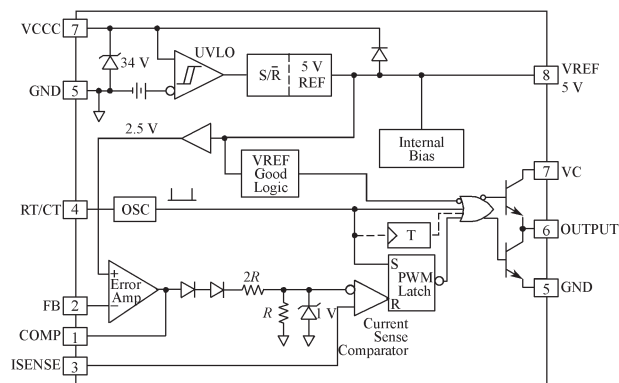 VCCC 7
UVLO
34 V
S/R̄
5 V
REF
8 VREF
5 V
GND 5
2.5 V
Internal
Bias
VREF
Good
Logic
7 VC
RT/CT 4
OSC
T
6 OUTPUT
S
PWM
Latch
R
+
Error
Amp
−
2R
R
1 V
5 GND
FB 2
Current
Sense
Comparator
COMP 1
ISENSE 3